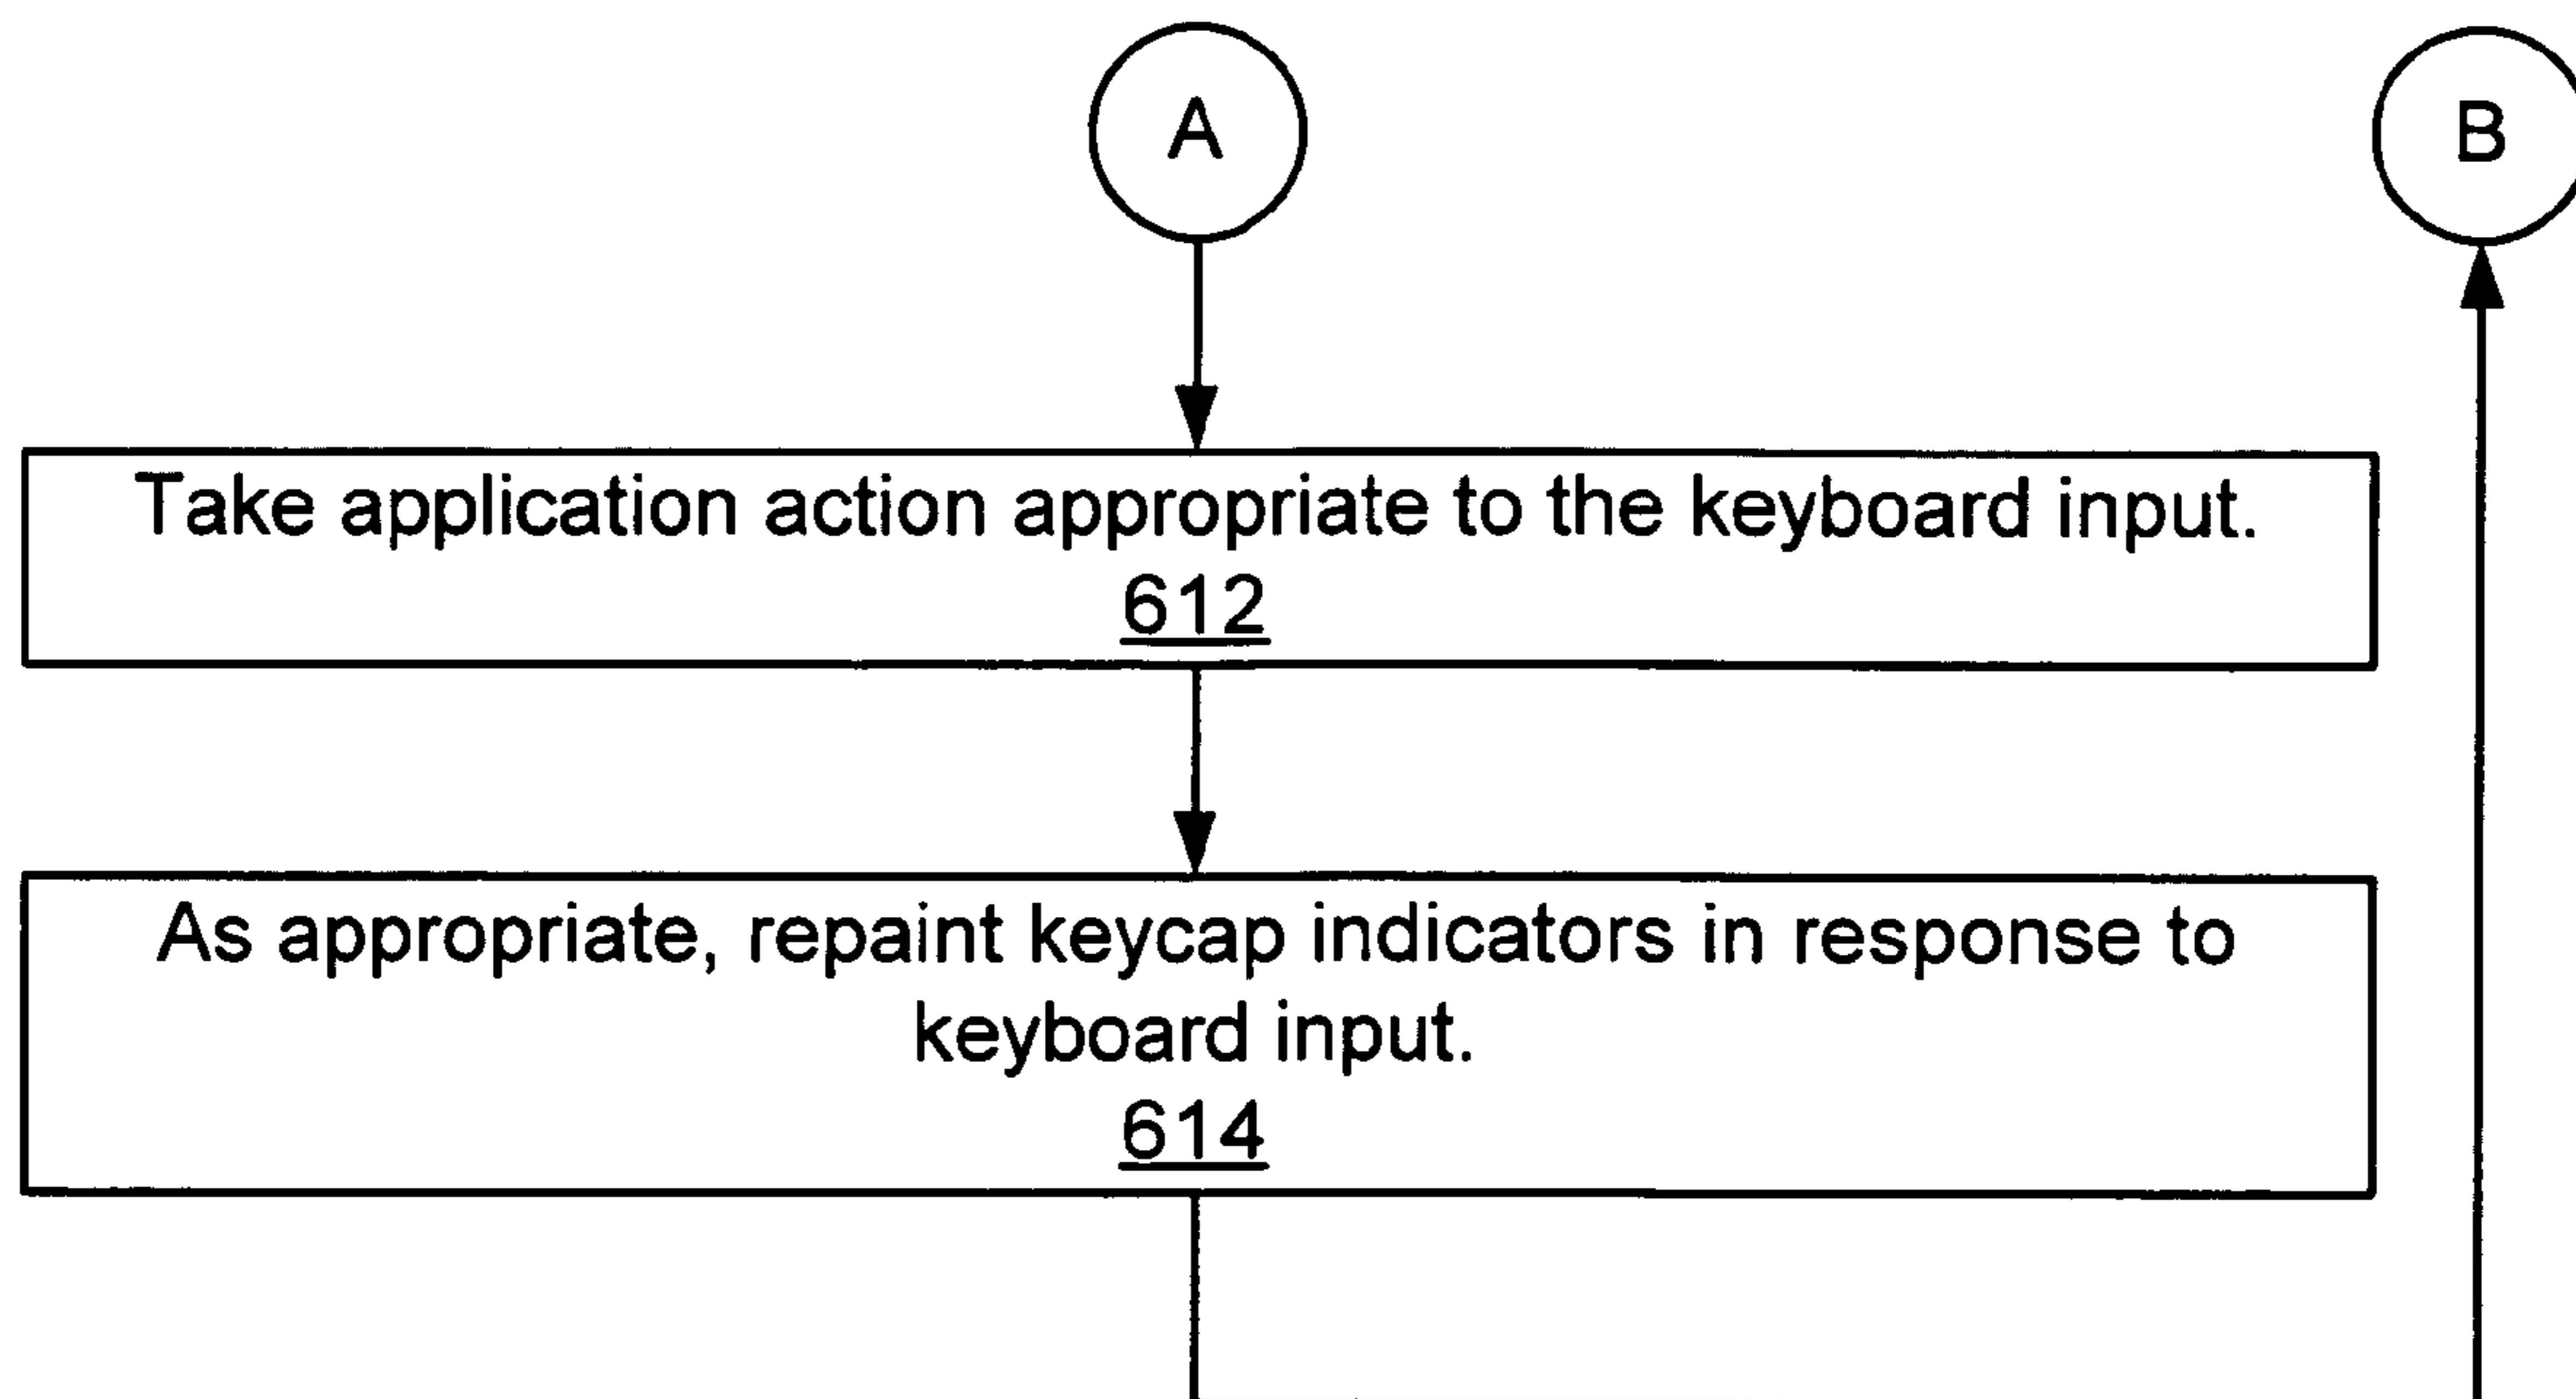 A
B
Take application action appropriate to the keyboard input.
612
As appropriate, repaint keycap indicators in response to
keyboard input.
614